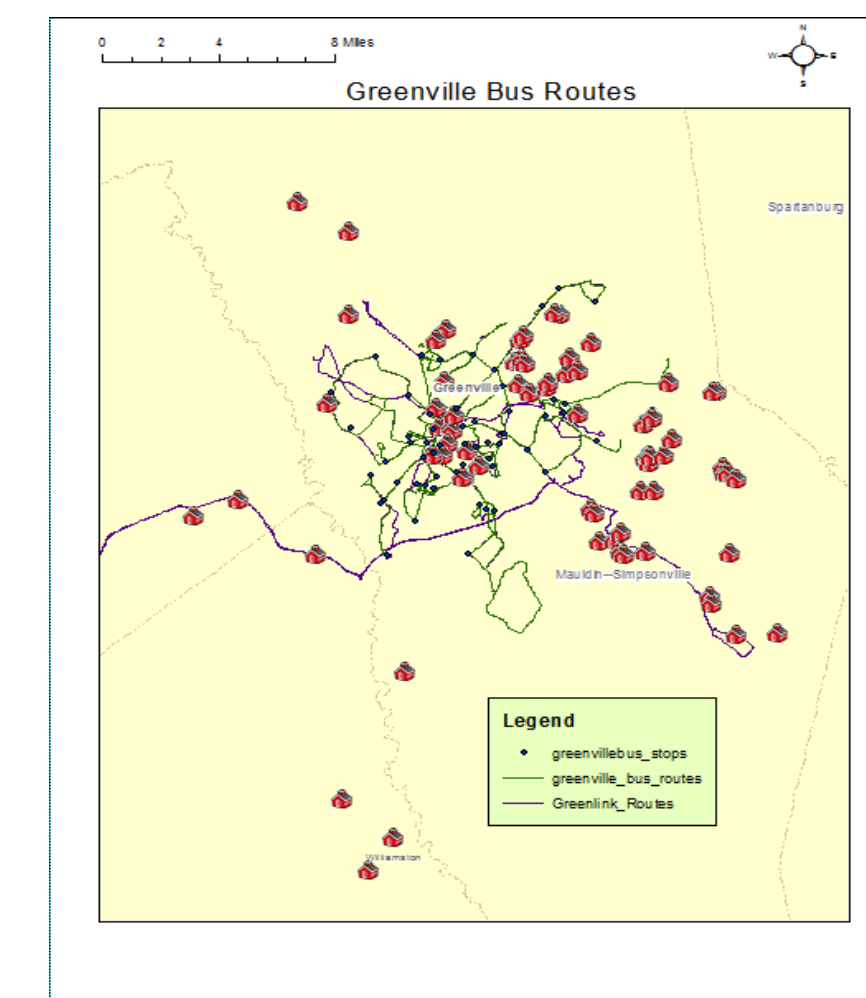 0 2 4 8 Miles
N
W E
S
Greenville Bus Routes
Spartanburg
Greenville
Mauldin--Simpsonville
Legend
greenvillebus_stops
greenville_bus_routes
Greenlink_Routes
Williamston